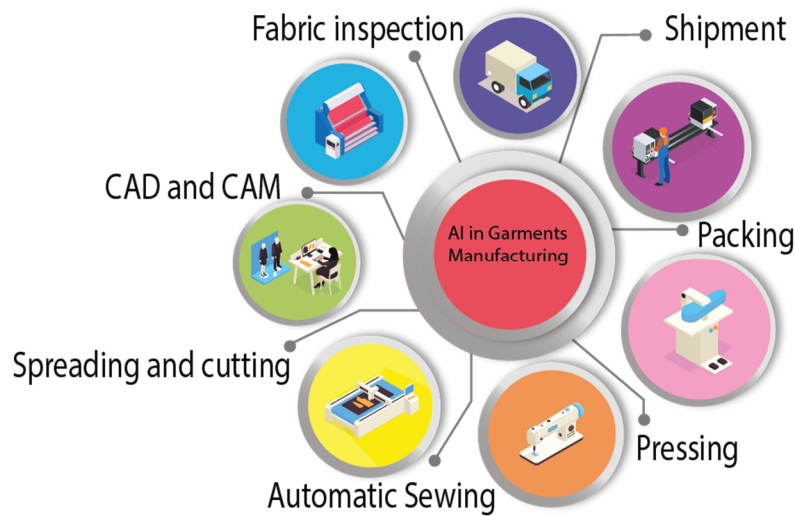 Fabric inspection
Shipment
CAD and CAM
AI in Garments
Manufacturing
Packing
Spreading and cutting
Pressing
Automatic Sewing